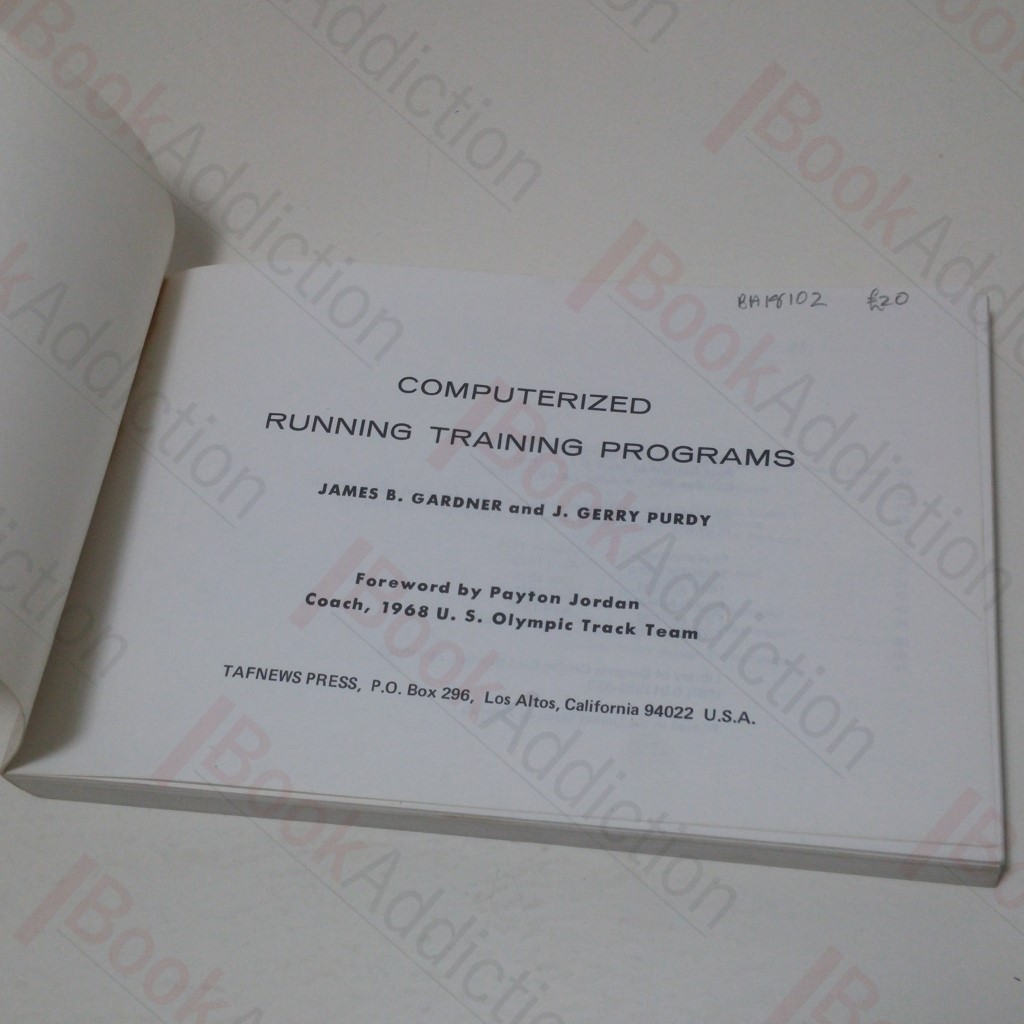 BA18102 £20
COMPUTERIZED
RUNNING TRAINING PROGRAMS
JAMES B. GARDNER and J. GERRY PURDY
Foreword by Payton Jordan
Coach, 1968 U. S. Olympic Track Team
TAFNEWS PRESS, P.O. Box 296, Los Altos, California 94022 U.S.A.
BookAddiction